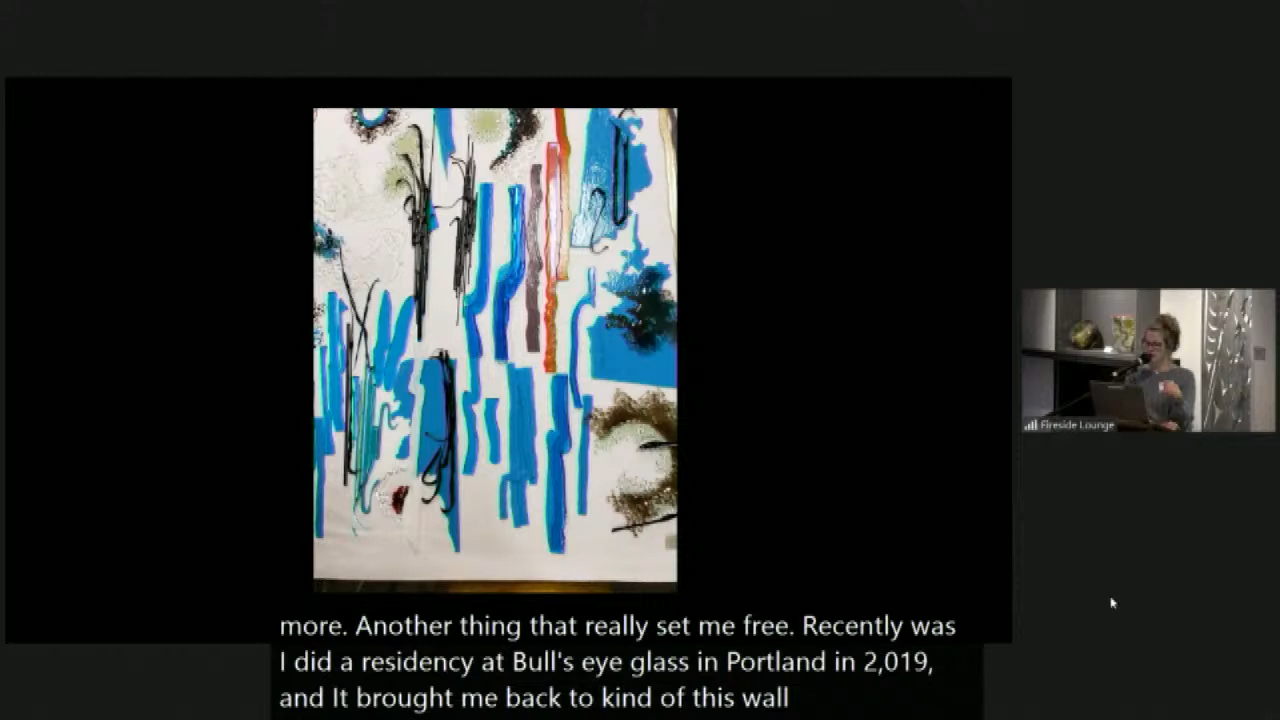 Fireside Lounge
more. Another thing that really set me free. Recently was
I did a residency at Bull's eye glass in Portland in 2,019,
and It brought me back to kind of this wall